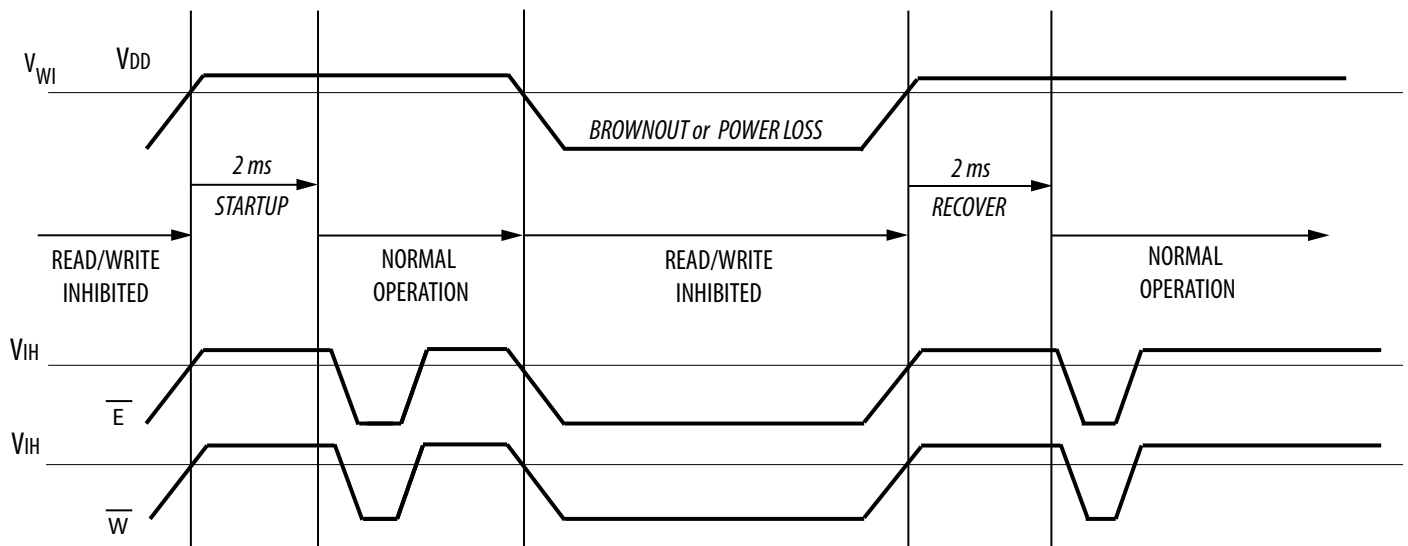 VWI VDD
BROWNOUT or POWER LOSS
2 ms
STARTUP
2 ms
RECOVER
READ/WRITE
INHIBITED
NORMAL
OPERATION
READ/WRITE
INHIBITED
NORMAL
OPERATION
VIH
E
VIH
W